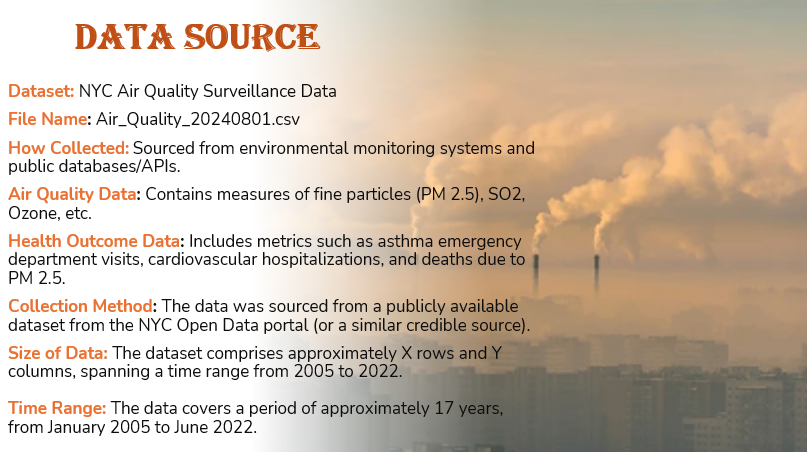 DATA SOURCE
Dataset: NYC Air Quality Surveillance Data
File Name: Air_Quality_20240801.csv
How Collected: Sourced from environmental monitoring systems and
public databases/APIs.
Air Quality Data: Contains measures of fine particles (PM 2.5), SO2,
Ozone, etc.
Health Outcome Data: Includes metrics such as asthma emergency
department visits, cardiovascular hospitalizations, and deaths due to
PM 2.5.
Collection Method: The data was sourced from a publicly available
dataset from the NYC Open Data portal (or a similar credible source).
Size of Data: The dataset comprises approximately X rows and Y
columns, spanning a time range from 2005 to 2022.
Time Range: The data covers a period of approximately 17 years,
from January 2005 to June 2022.